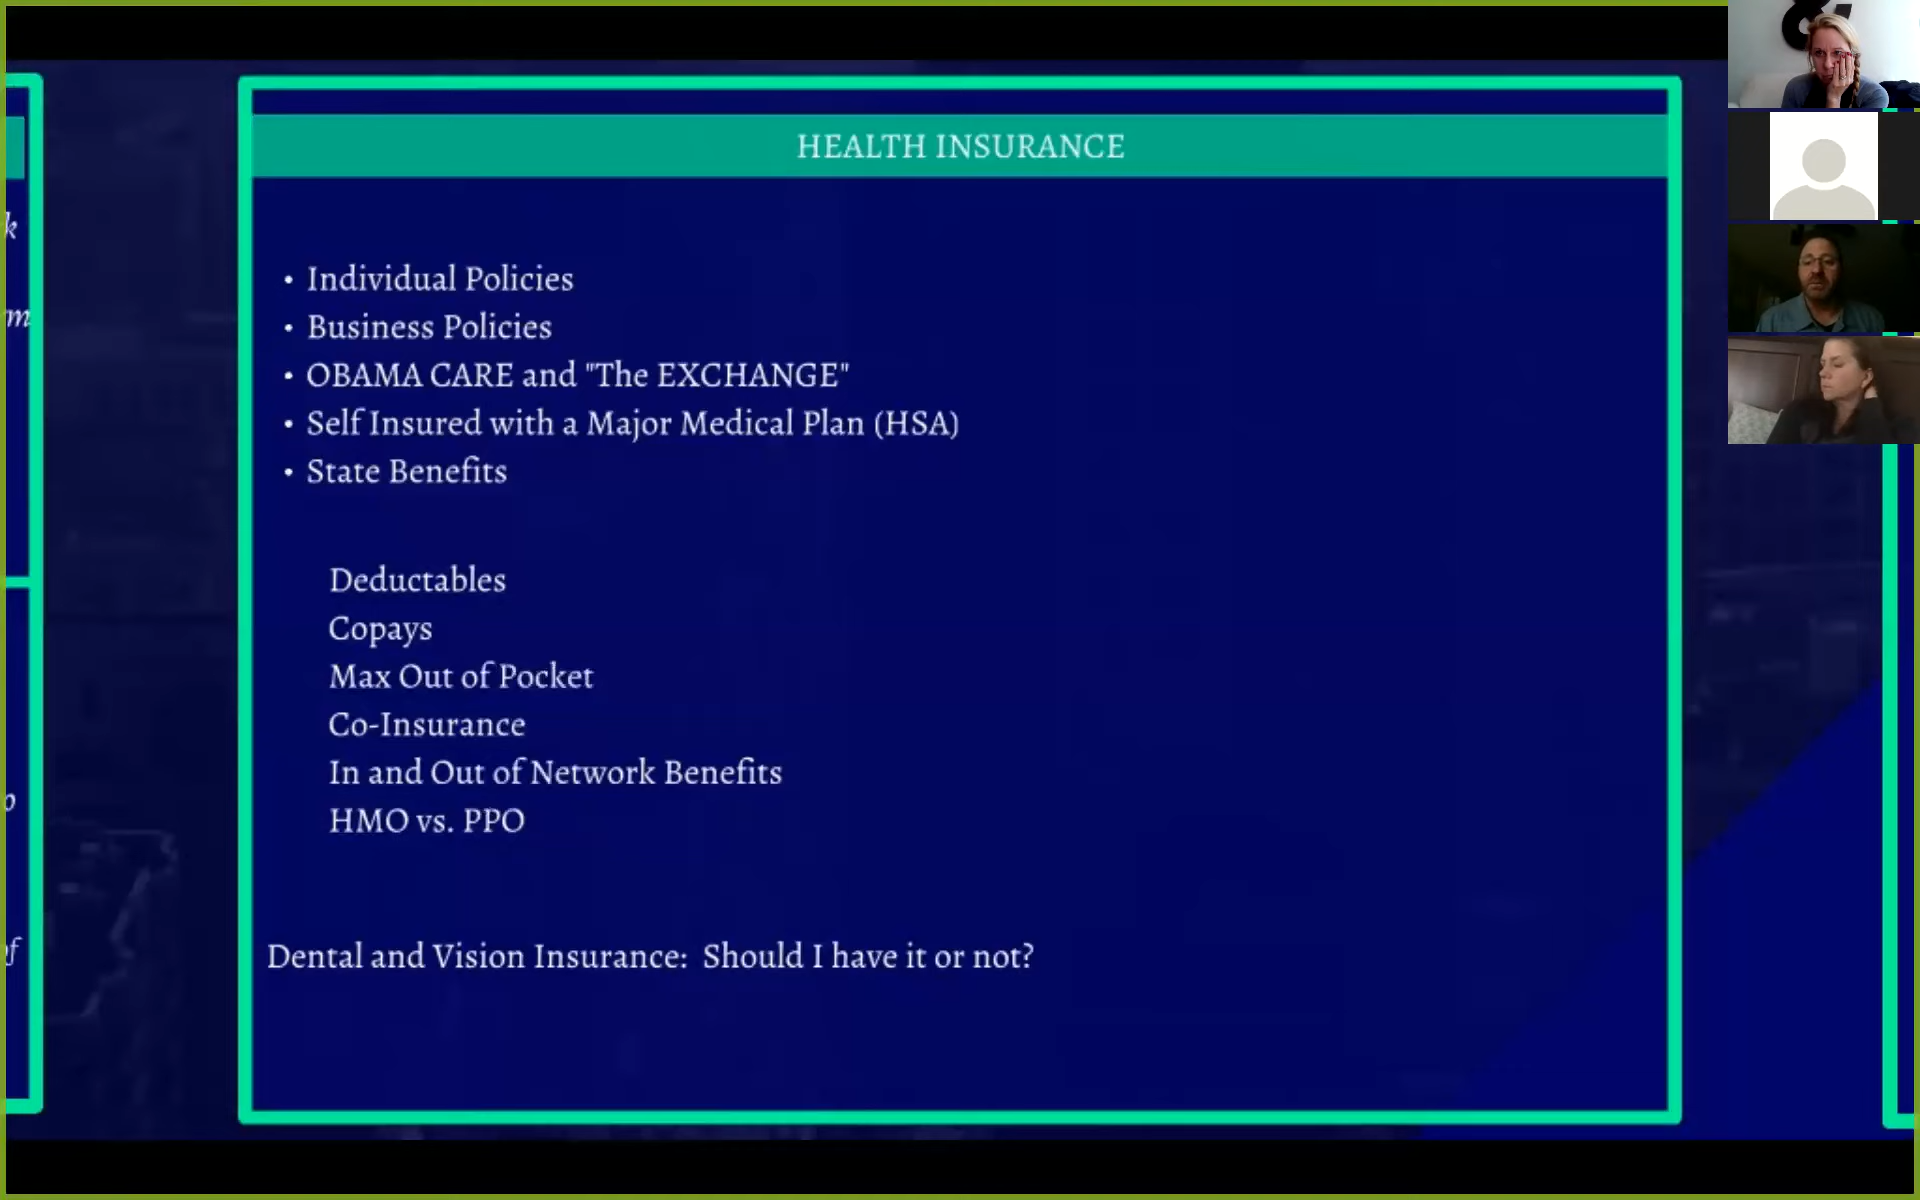 HEALTH INSURANCE
• Individual Policies
• Business Policies
• OBAMA CARE and "The EXCHANGE"
• Self Insured with a Major Medical Plan (HSA)
• State Benefits
Deductables
Copays
Max Out of Pocket
Co-Insurance
In and Out of Network Benefits
HMO vs. PPO
Dental and Vision Insurance: Should I have it or not?